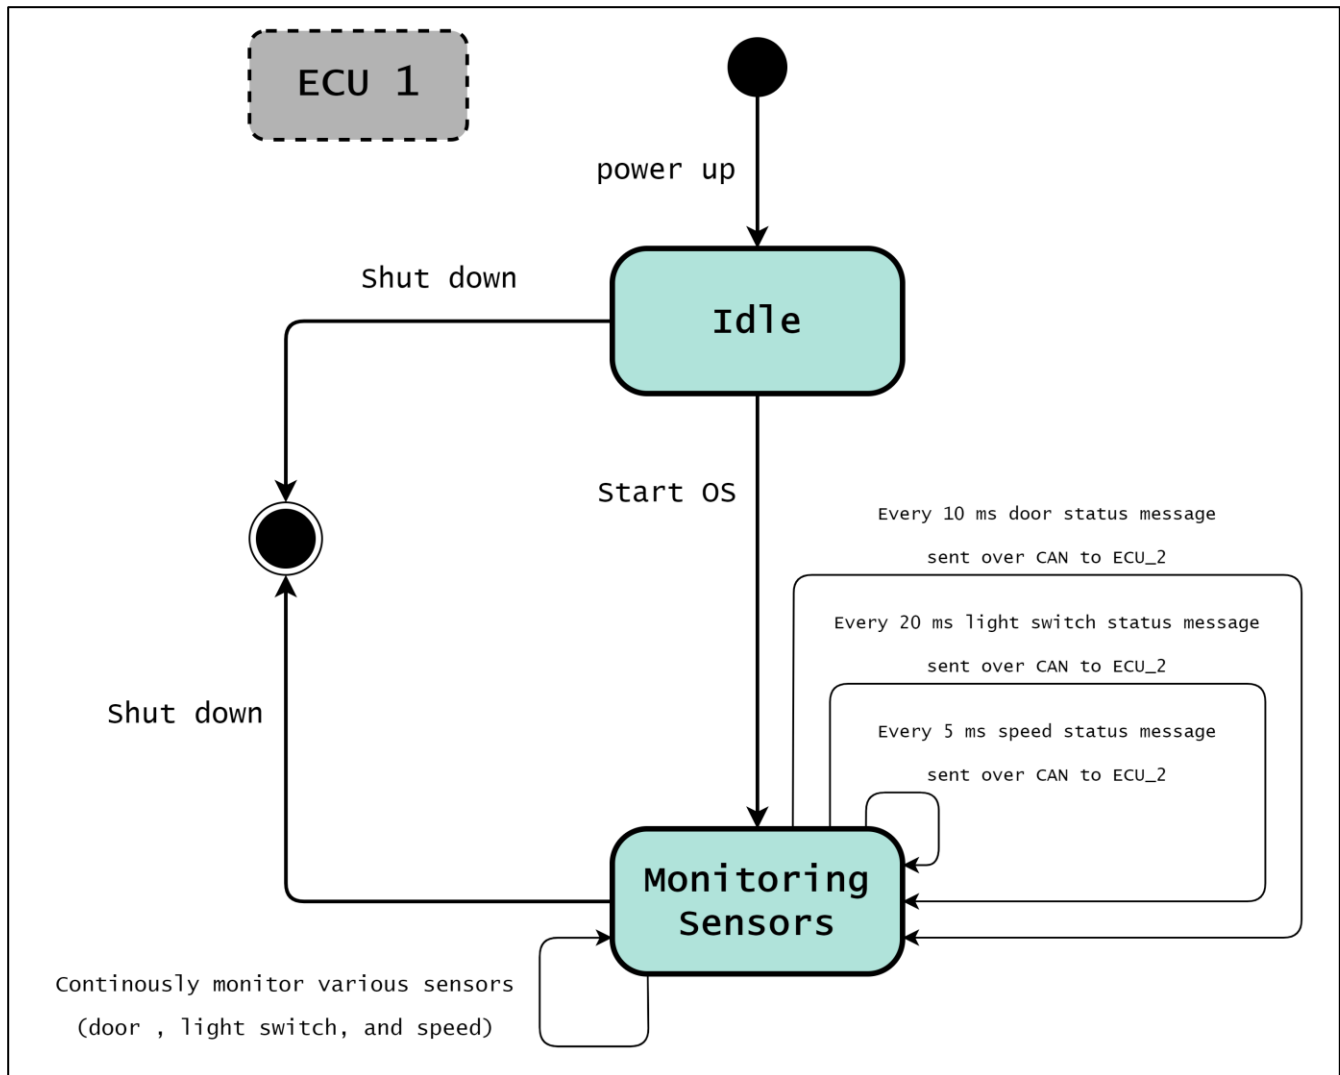 ECU 1
power up
Shut down
Idle
Start OS
Every 10 ms door status message
sent over CAN to ECU_2
Every 20 ms light switch status message
sent over CAN to ECU_2
Shut down
Every 5 ms speed status message
sent over CAN to ECU_2
Monitoring
Sensors
Continously monitor various sensors
(door , light switch, and speed)